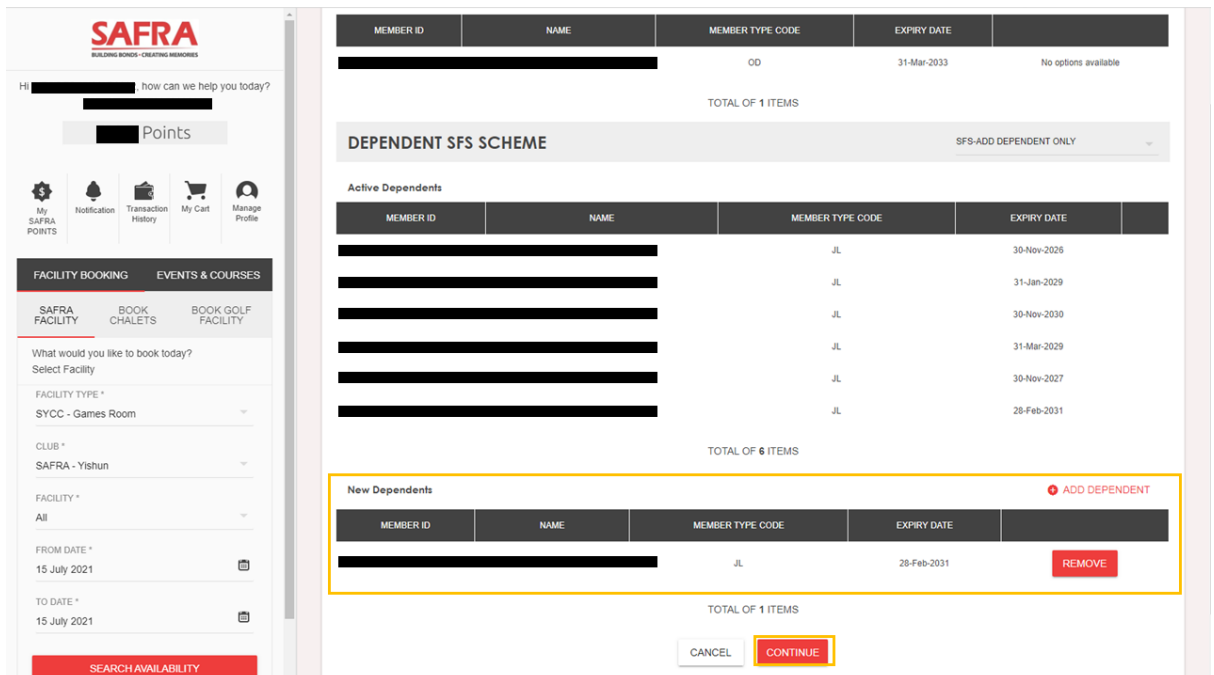 SAFRA
BUILDING BONDS - CREATING MEMORIES
Hi , how can we help you today?
Points
My SAFRA POINTS
Notification
Transaction History
My Cart
Manage Profile
FACILITY BOOKING EVENTS & COURSES
SAFRA FACILITY
BOOK CHALETS
BOOK GOLF FACILITY
What would you like to book today?
Select Facility
FACILITY TYPE *
SYCC - Games Room
CLUB *
SAFRA - Yishun
FACILITY *
All
FROM DATE *
15 July 2021
TO DATE *
15 July 2021
SEARCH AVAILABILITY
MEMBER ID NAME MEMBER TYPE CODE EXPIRY DATE
OD 31-Mar-2033 No options available
TOTAL OF 1 ITEMS
DEPENDENT SFS SCHEME SFS-ADD DEPENDENT ONLY
Active Dependents
MEMBER ID NAME MEMBER TYPE CODE EXPIRY DATE
JL 30-Nov-2026
JL 31-Jan-2029
JL 30-Nov-2030
JL 31-Mar-2029
JL 30-Nov-2027
JL 28-Feb-2031
TOTAL OF 6 ITEMS
New Dependents ADD DEPENDENT
MEMBER ID NAME MEMBER TYPE CODE EXPIRY DATE
JL 28-Feb-2031 REMOVE
TOTAL OF 1 ITEMS
CANCEL CONTINUE